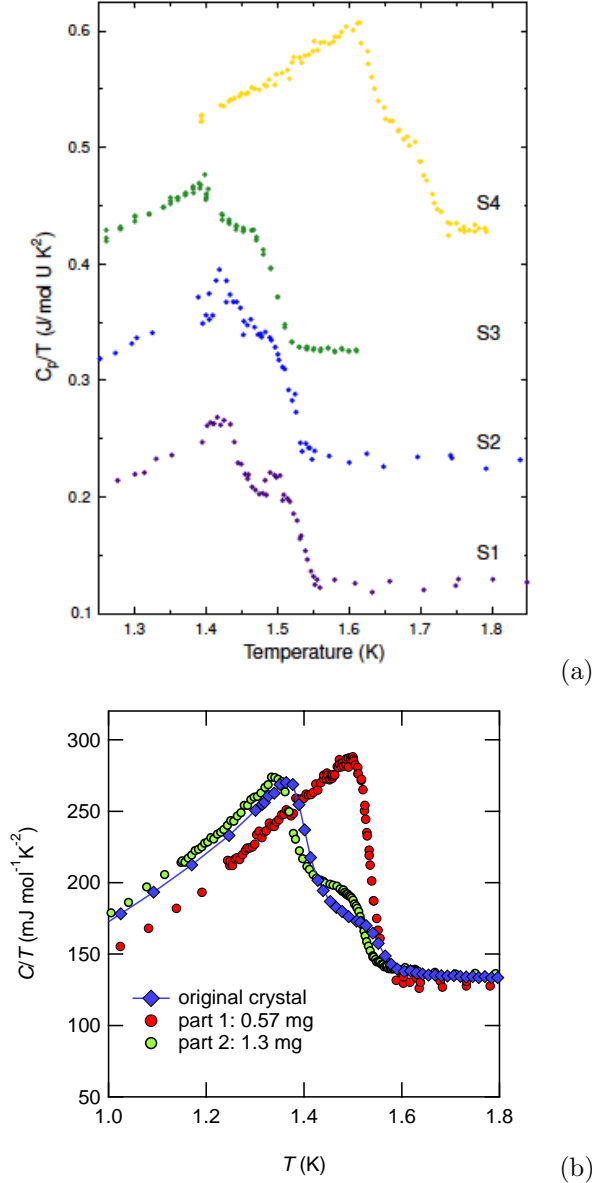 0.6
0.5
0.4
0.3
0.2
0.1
S4
S3
S2
S1
C_p/T (J/mol U K²)
1.3 1.4 1.5 1.6 1.7 1.8
Temperature (K)
(a)
300
250
200
150
100
50
C/T (mJ mol⁻¹K⁻²)
original crystal
part 1: 0.57 mg
part 2: 1.3 mg
1.0 1.2 1.4 1.6 1.8
T (K)
(b)